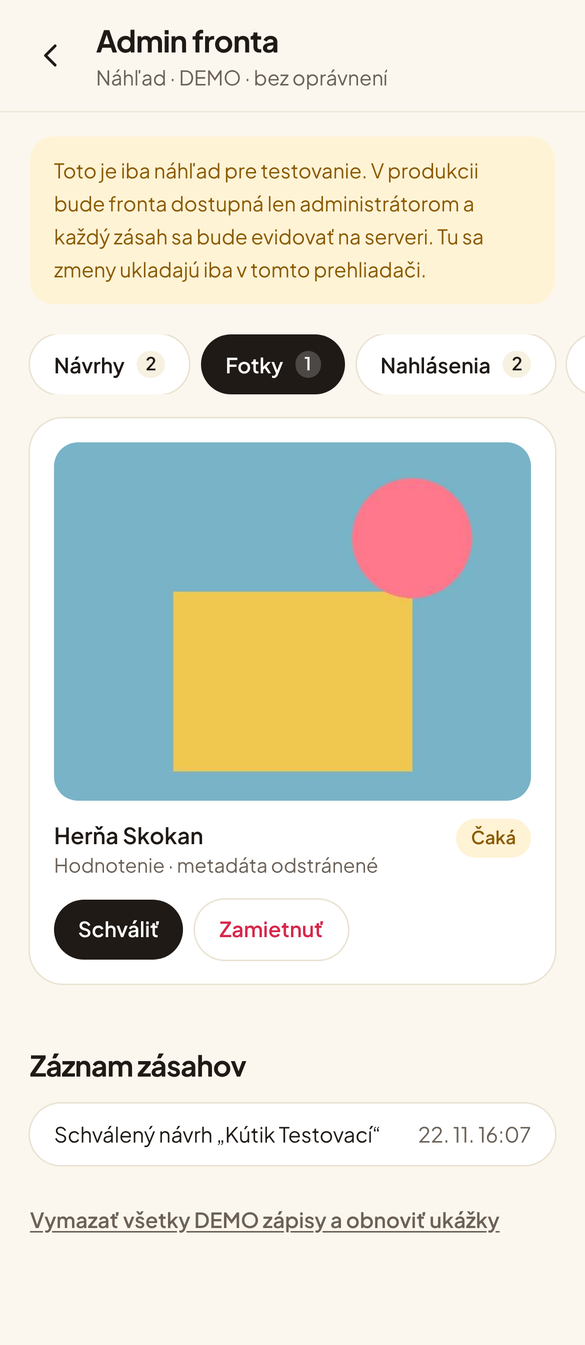 Admin fronta
Náhľad · DEMO · bez oprávnení
Toto je iba náhľad pre testovanie. V produkcii
bude fronta dostupná len administrátorom a
každý zásah sa bude evidovať na serveri. Tu sa
zmeny ukladajú iba v tomto prehliadači.
Návrhy 2
Fotky 1
Nahlásenia 2
Herňa Skokan
Čaká
Hodnotenie · metadáta odstránené
Schváliť
Zamietnuť
Záznam zásahov
Schválený návrh „Kútik Testovací“ 22. 11. 16:07
Vymazať všetky DEMO zápisy a obnoviť ukážky